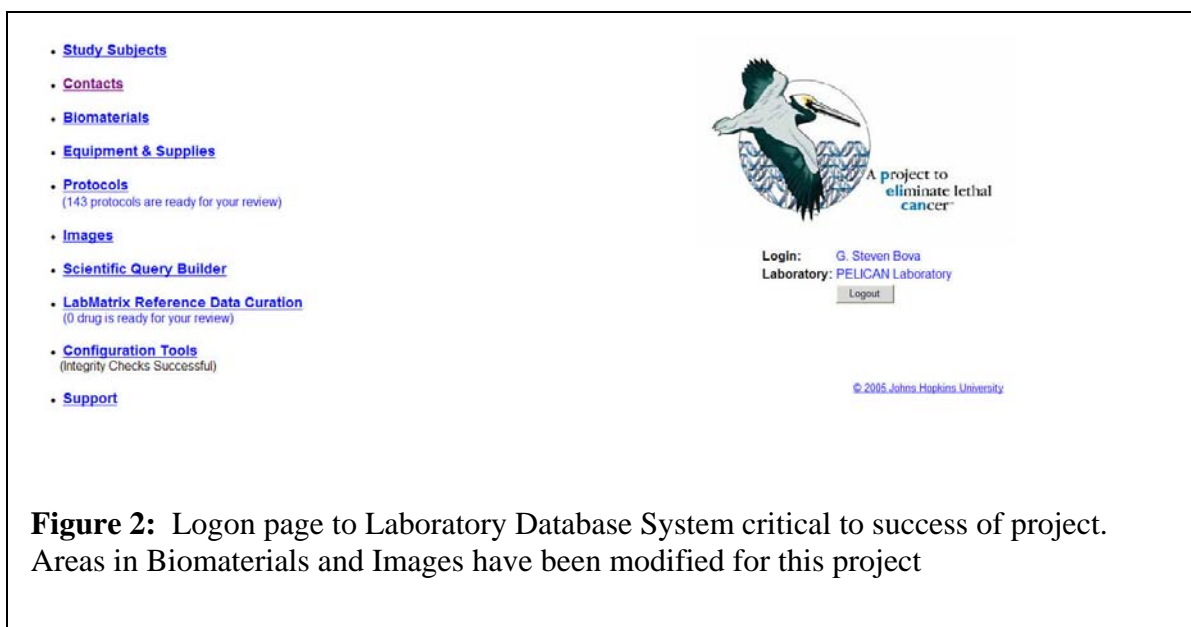 • Study Subjects
• Contacts
• Biomaterials
• Equipment & Supplies
• Protocols
(143 protocols are ready for your review)
• Images
• Scientific Query Builder
• LabMatrix Reference Data Curation
(0 drug is ready for your review)
• Configuration Tools
(Integrity Checks Successful)
• Support
A project to
eliminate lethal
cancer™
Login: G. Steven Bova
Laboratory: PELICAN Laboratory
Logout
© 2005 Johns Hopkins University
Figure 2: Logon page to Laboratory Database System critical to success of project.
Areas in Biomaterials and Images have been modified for this project